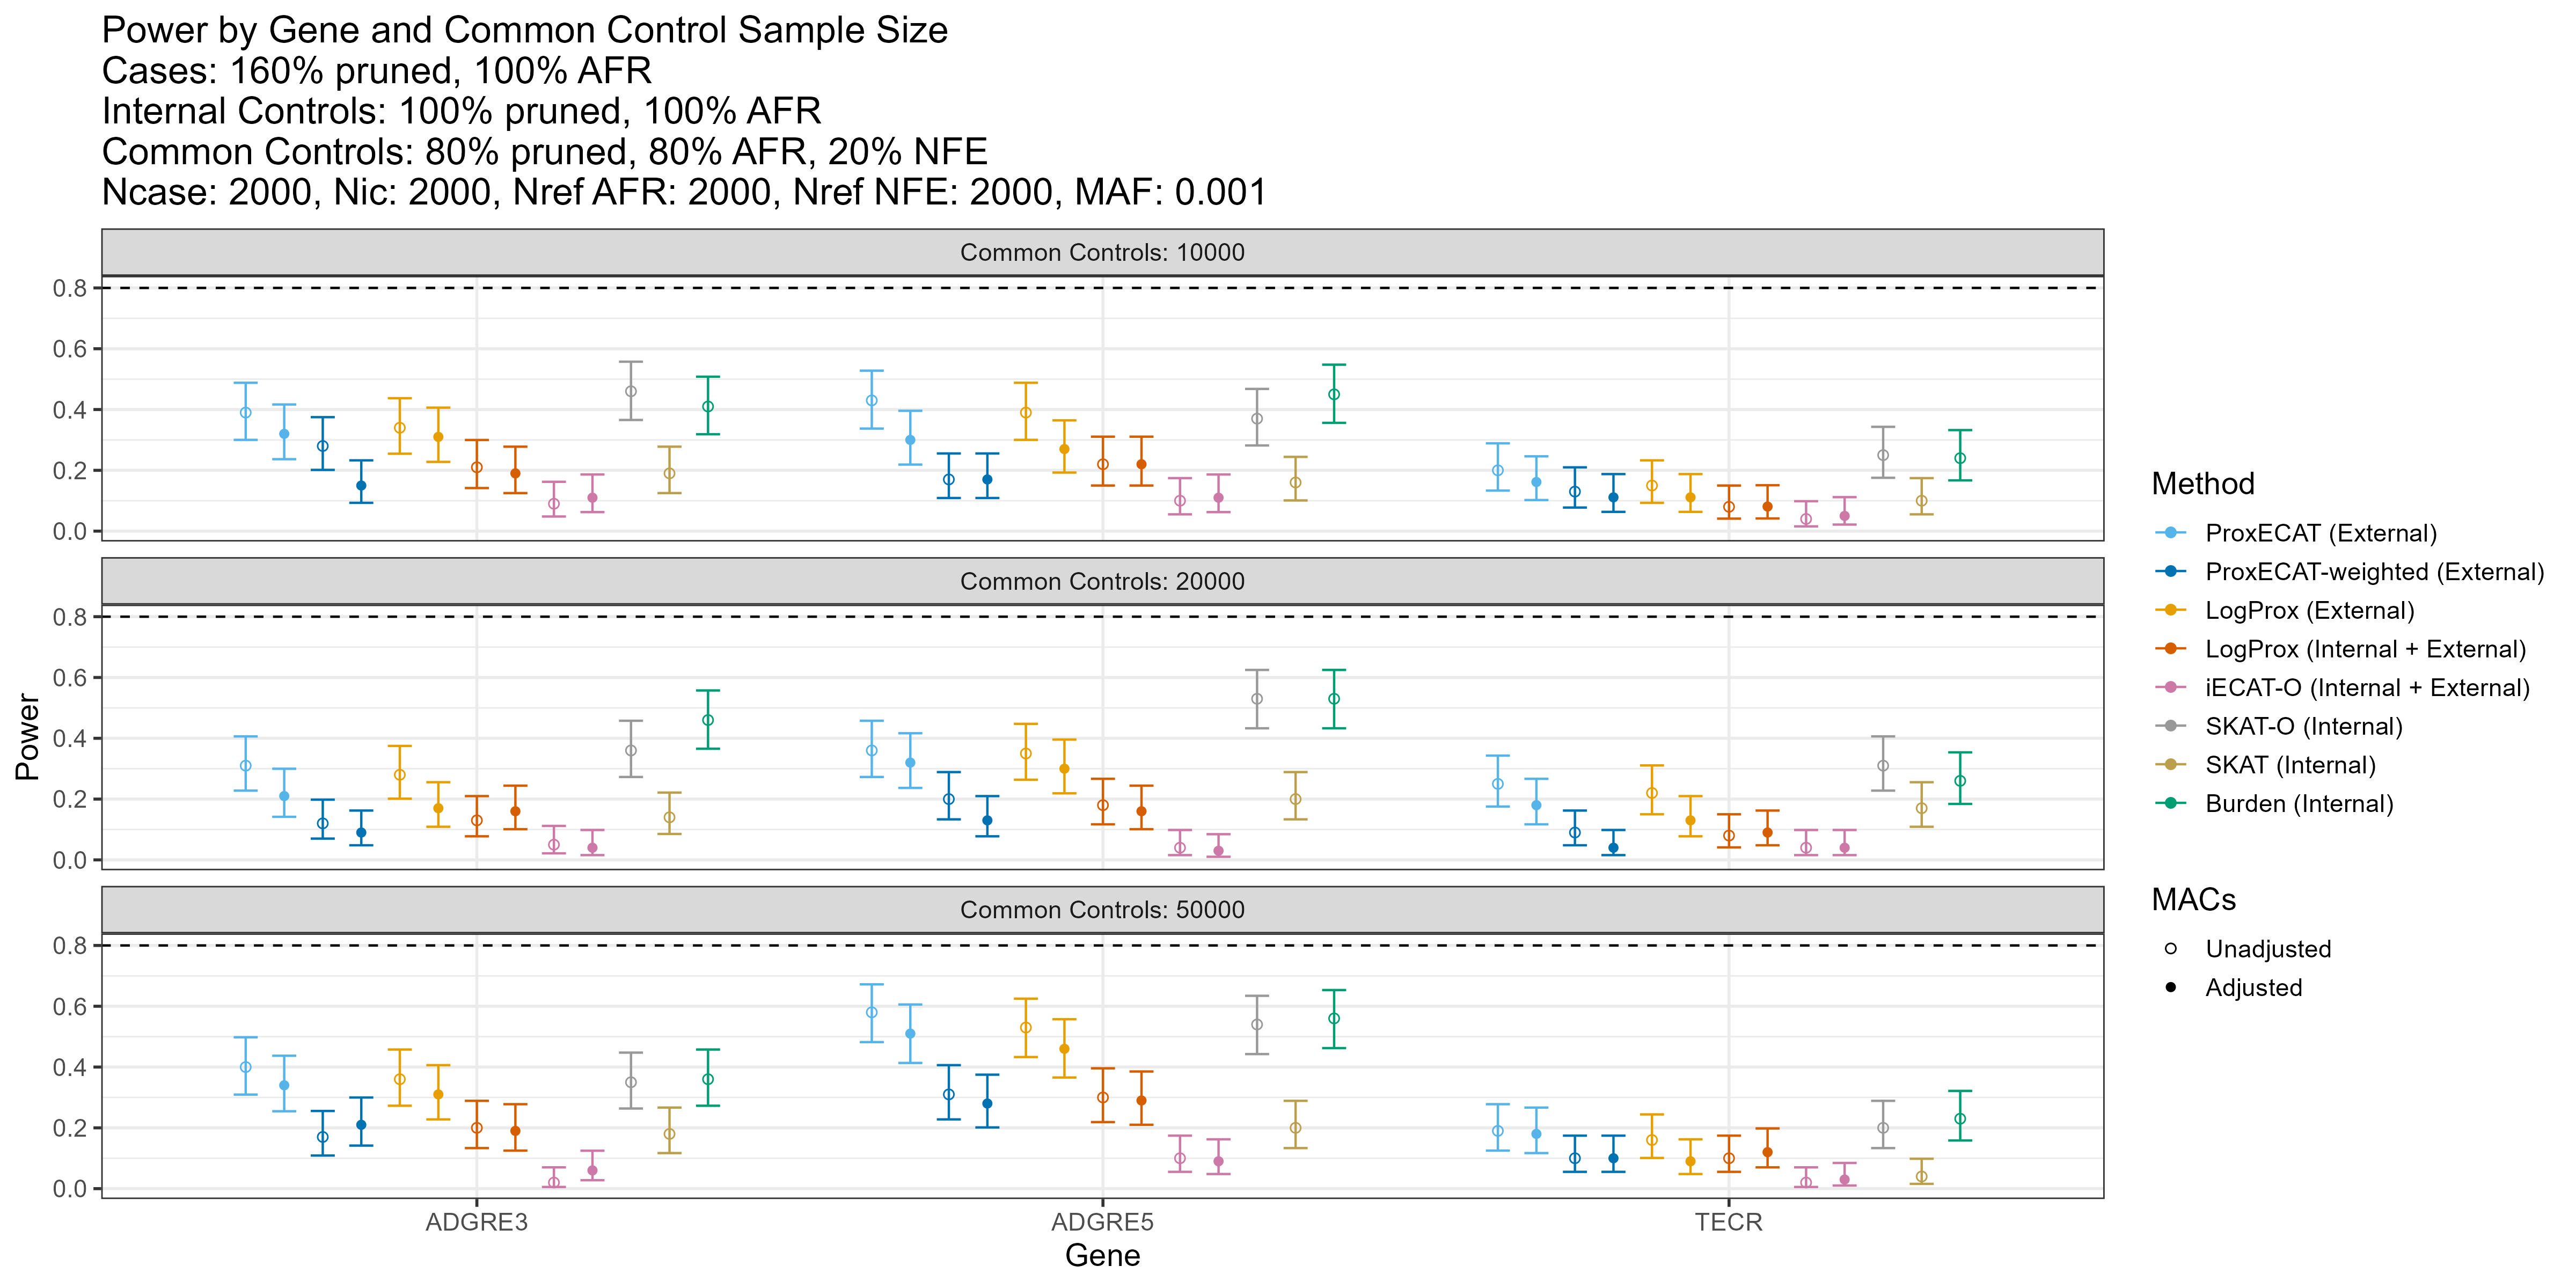 Power by Gene and Common Control Sample Size
Cases: 160% pruned, 100% AFR
Internal Controls: 100% pruned, 100% AFR
Common Controls: 80% pruned, 80% AFR, 20% NFE
Ncase: 2000, Nic: 2000, Nref AFR: 2000, Nref NFE: 2000, MAF: 0.001
Common Controls: 10000
0.8
0.6
0.4
0.2
0.0
Common Controls: 20000
0.8
0.6
0.4
0.2
0.0
Common Controls: 50000
0.8
0.6
0.4
0.2
0.0
Power
ADGRE3
ADGRE5
TECR
Gene
Method
ProxECAT (External)
ProxECAT-weighted (External)
LogProx (External)
LogProx (Internal + External)
iECAT-O (Internal + External)
SKAT-O (Internal)
SKAT (Internal)
Burden (Internal)
MACs
Unadjusted
Adjusted